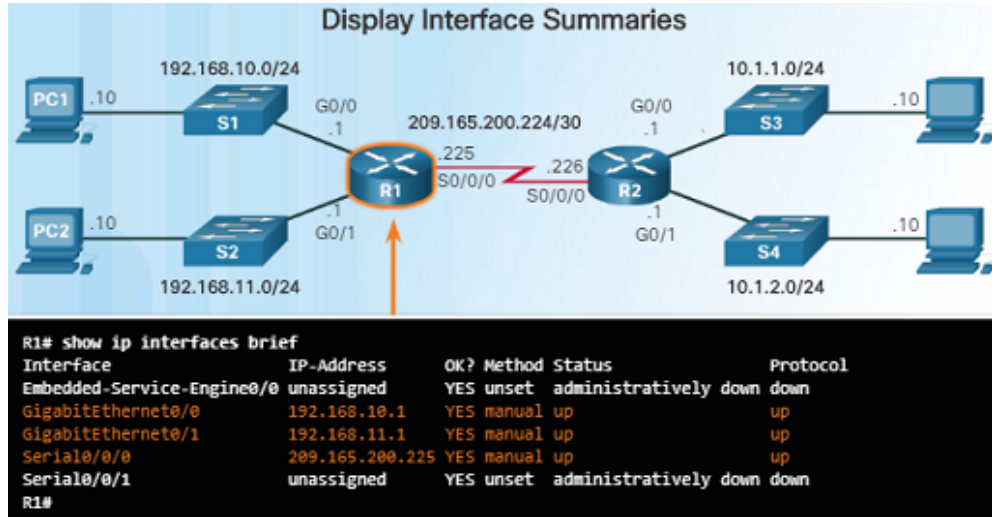 Display Interface Summaries
192.168.10.0/24
10.1.1.0/24
PC1
.10
S1
G0/0
.1
209.165.200.224/30
G0/0
.1
S3
.10
.225
R1
S0/0/0
.226
S0/0/0
R2
PC2
.10
S2
.1
G0/1
.1
G0/1
S4
.10
192.168.11.0/24
10.1.2.0/24
R1# show ip interfaces brief
Interface IP-Address OK? Method Status Protocol
Embedded-Service-Engine0/0 unassigned YES unset administratively down down
GigabitEthernet0/0 192.168.10.1 YES manual up up
GigabitEthernet0/1 192.168.11.1 YES manual up up
Serial0/0/0 209.165.200.225 YES manual up up
Serial0/0/1 unassigned YES unset administratively down down
R1#